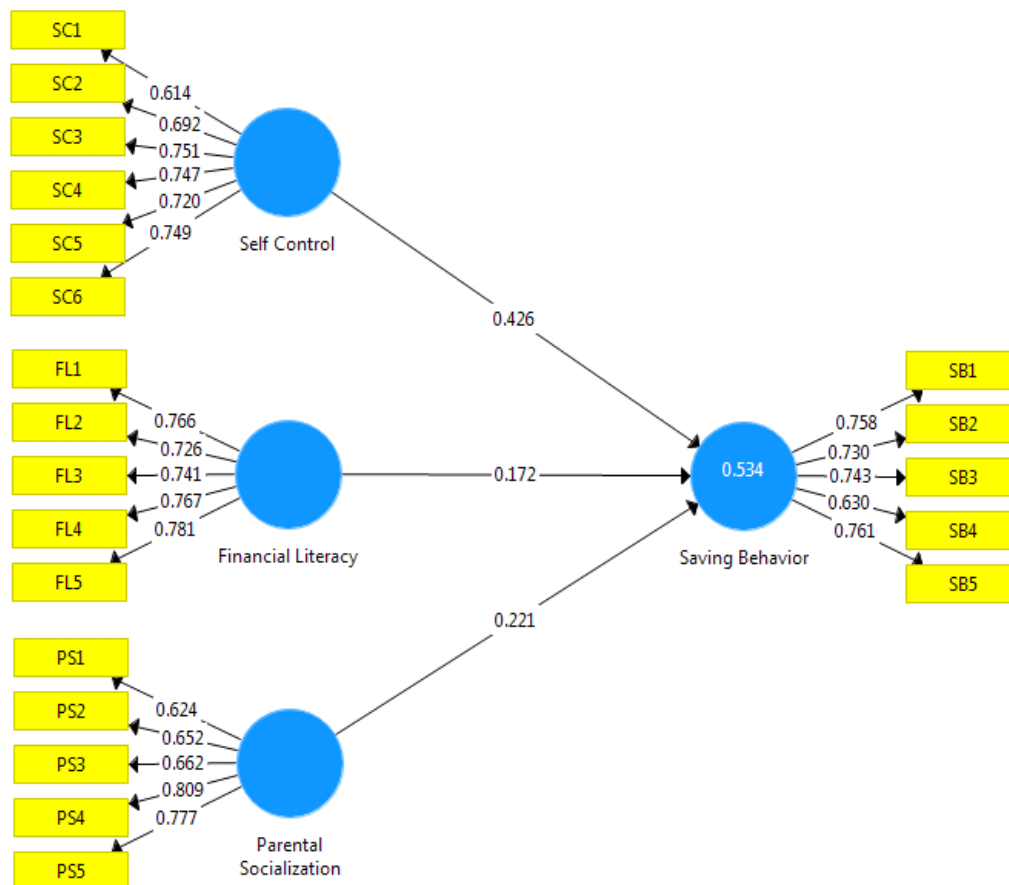 SC1
SC2
SC3
SC4
SC5
SC6
0.614
0.692
0.751
0.747
0.720
0.749
Self Control
0.426
FL1
FL2
FL3
FL4
FL5
0.766
0.726
0.741
0.767
0.781
Financial Literacy
0.172
PS1
PS2
PS3
PS4
PS5
0.624
0.652
0.662
0.809
0.777
Parental
Socialization
0.221
0.534
Saving Behavior
0.758
0.730
0.743
0.630
0.761
SB1
SB2
SB3
SB4
SB5